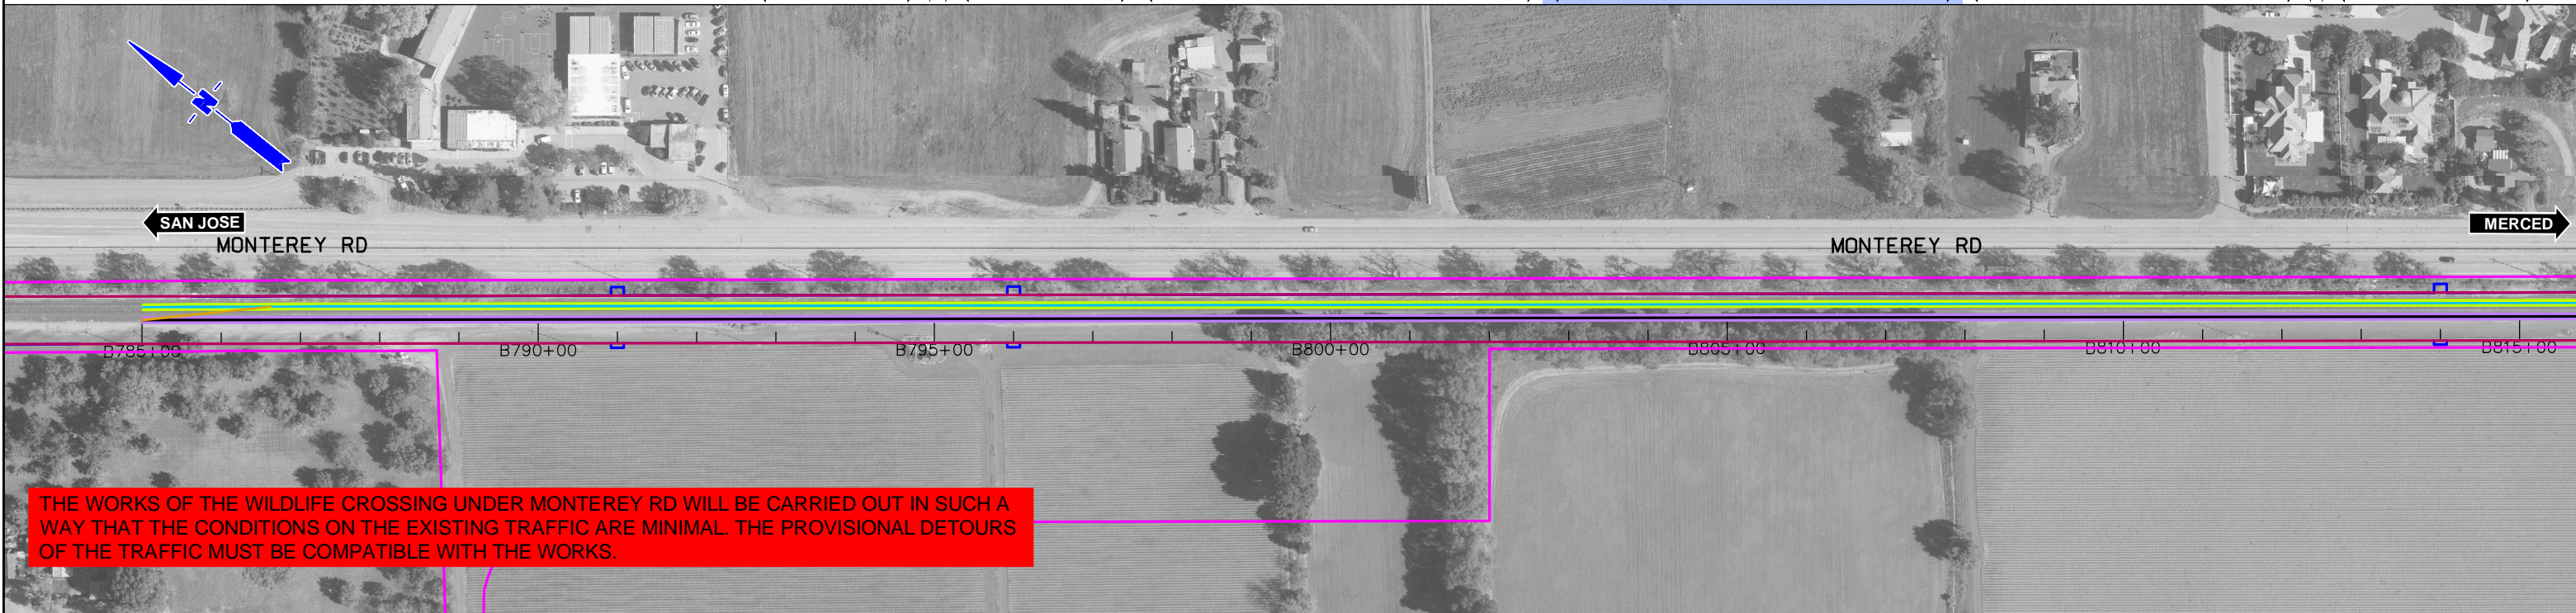 N
SAN JOSE
MERCED
MONTEREY RD
MONTEREY RD
B785+00
B790+00
B795+00
B800+00
B805+00
B810+00
B815+00
THE WORKS OF THE WILDLIFE CROSSING UNDER MONTEREY RD WILL BE CARRIED OUT IN SUCH A
WAY THAT THE CONDITIONS ON THE EXISTING TRAFFIC ARE MINIMAL. THE PROVISIONAL DETOURS
OF THE TRAFFIC MUST BE COMPATIBLE WITH THE WORKS.